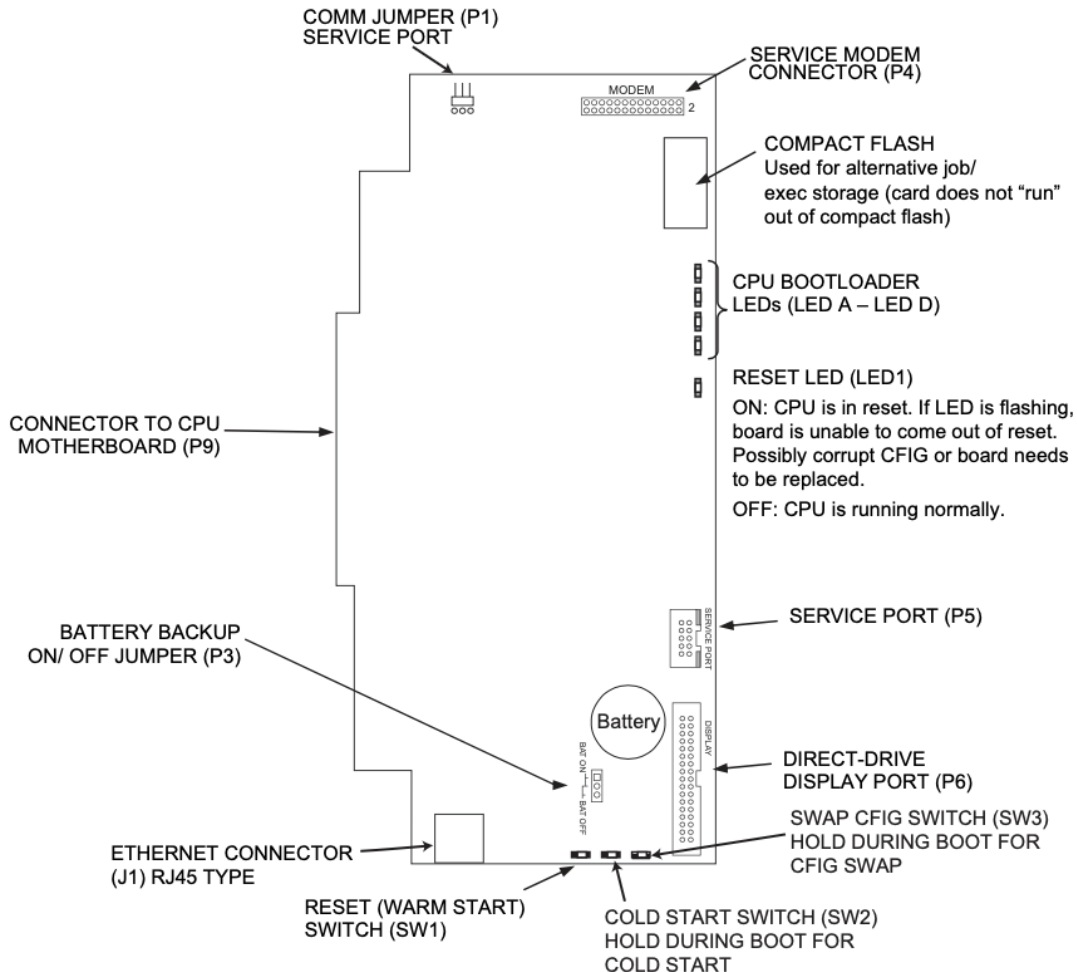 COMM JUMPER (P1)
SERVICE PORT
SERVICE MODEM
CONNECTOR (P4)
MODEM
2
COMPACT FLASH
Used for alternative job/
exec storage (card does not “run”
out of compact flash)
CPU BOOTLOADER
LEDs (LED A – LED D)
RESET LED (LED1)
ON: CPU is in reset. If LED is flashing,
board is unable to come out of reset.
Possibly corrupt CFIG or board needs
to be replaced.
OFF: CPU is running normally.
CONNECTOR TO CPU
MOTHERBOARD (P9)
SERVICE PORT
SERVICE PORT (P5)
BATTERY BACKUP
ON/ OFF JUMPER (P3)
Battery
BAT ON
BAT OFF
DISPLAY
DIRECT-DRIVE
DISPLAY PORT (P6)
SWAP CFIG SWITCH (SW3)
HOLD DURING BOOT FOR
CFIG SWAP
ETHERNET CONNECTOR
(J1) RJ45 TYPE
RESET (WARM START)
SWITCH (SW1)
COLD START SWITCH (SW2)
HOLD DURING BOOT FOR
COLD START